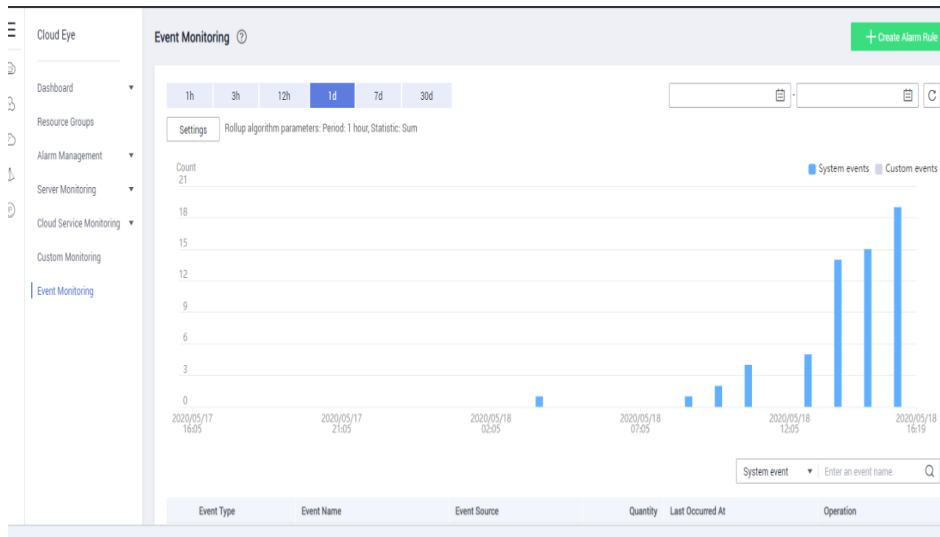 Cloud Eye
Dashboard
Resource Groups
Alarm Management
Server Monitoring
Cloud Service Monitoring
Custom Monitoring
Event Monitoring
Event Monitoring ?
Create Alarm Rule
1h 3h 12h 1d 7d 30d
-
Settings Rollup algorithm parameters: Period: 1 hour, Statistic: Sum
Count
System events Custom events
21
18
15
12
9
6
3
0
2020/05/17 2020/05/17 2020/05/18 2020/05/18 2020/05/18 2020/05/18
16:05 21:05 02:05 07:05 12:05 16:19
System event Enter an event name.
Event Type Event Name Event Source Quantity Last Occurred At Operation